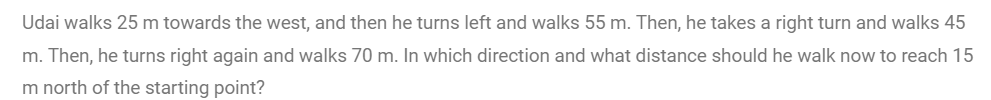 Udai walks 25 m towards the west, and then he turns left and walks 55 m. Then, he takes a right turn and walks 45
m. Then, he turns right again and walks 70 m. In which direction and what distance should he walk now to reach 15
m north of the starting point?